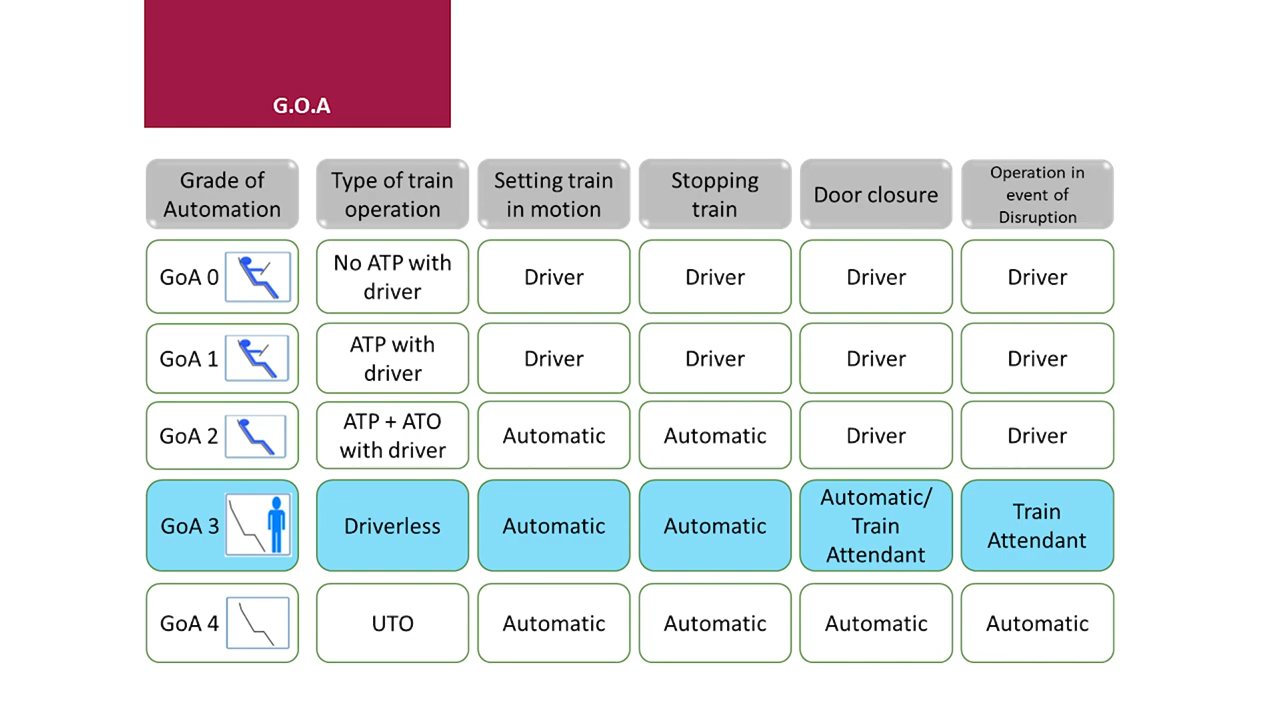 G.O.A
Grade of
Automation
Type of train
operation
Setting train
in motion
Stopping
train
Door closure
Operation in
event of
Disruption
GoA 0
No ATP with
driver
Driver
Driver
Driver
Driver
GoA 1
ATP with
driver
Driver
Driver
Driver
Driver
GoA 2
ATP + ATO
with driver
Automatic
Automatic
Driver
Driver
GoA 3
Driverless
Automatic
Automatic
Automatic/
Train
Attendant
Train
Attendant
GoA 4
UTO
Automatic
Automatic
Automatic
Automatic